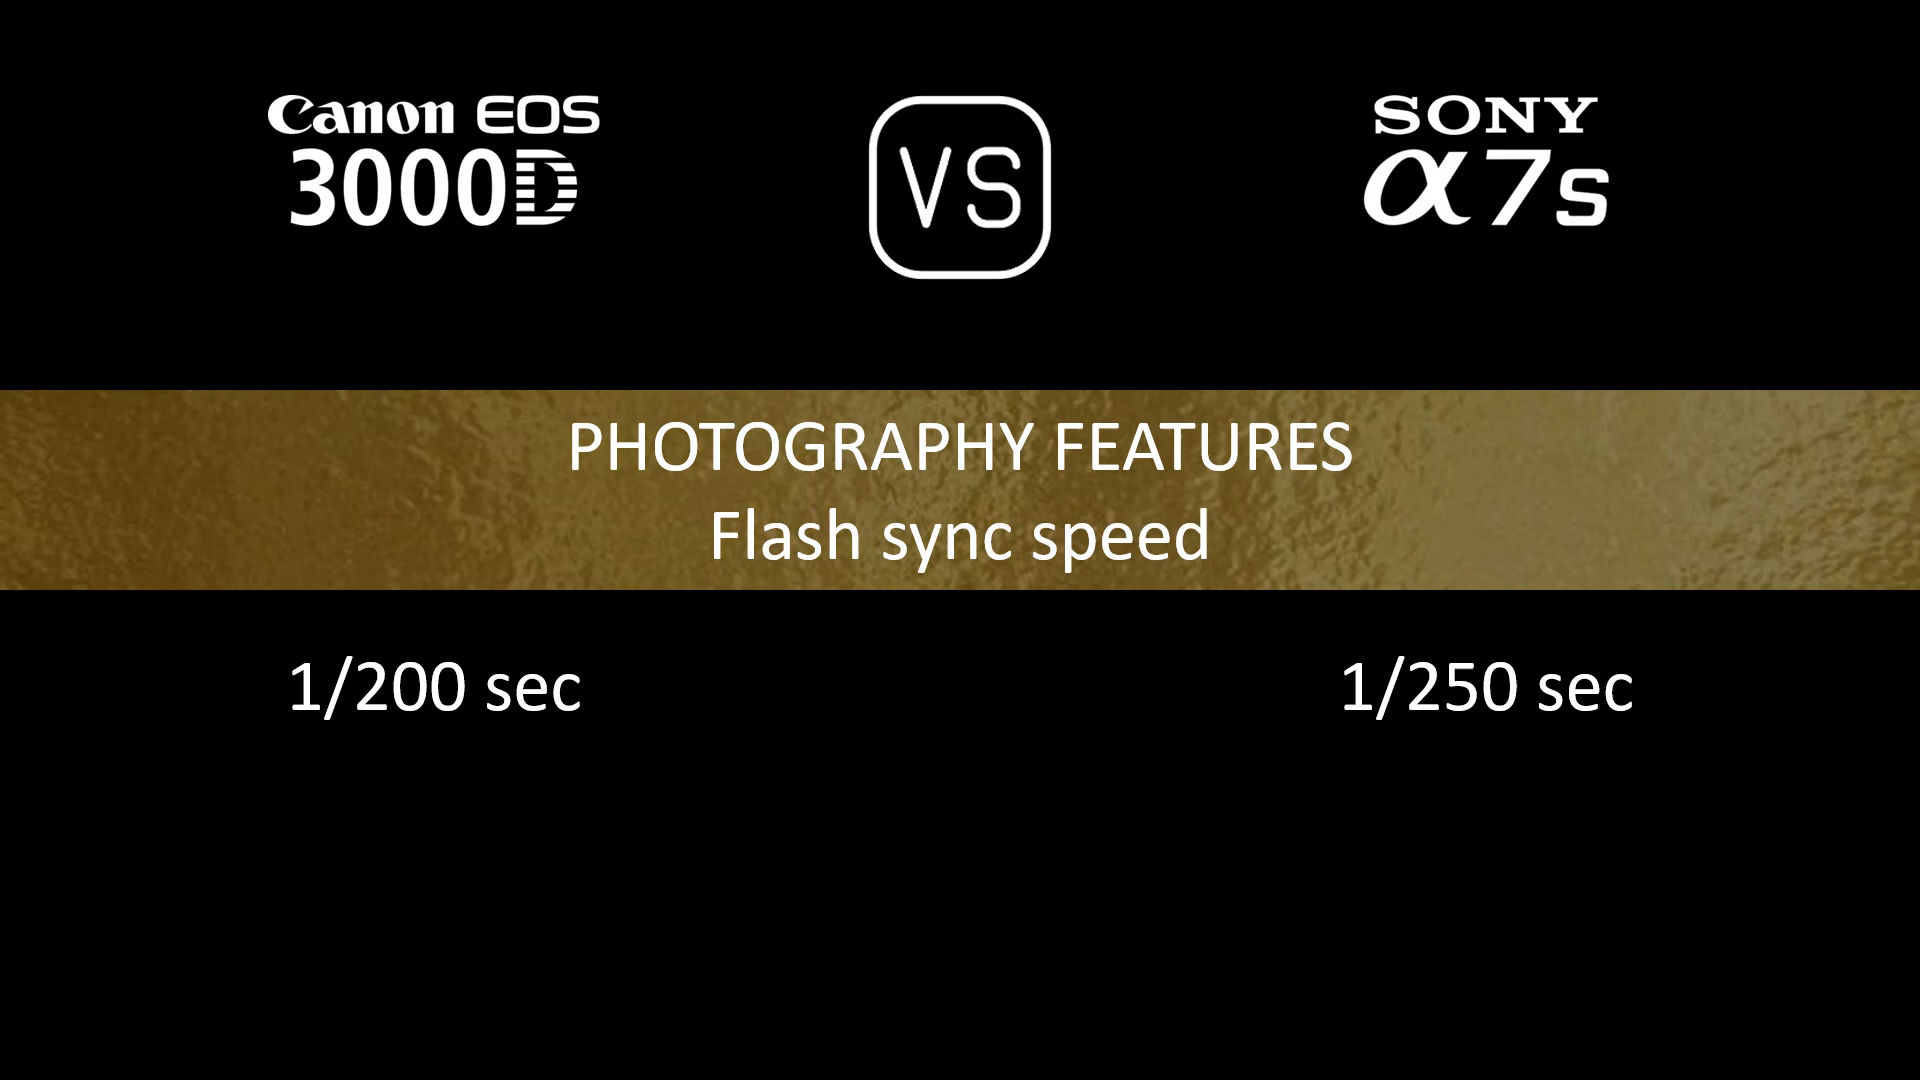 Canon EOS
3000D
VS
SONY
α7s
PHOTOGRAPHY FEATURES
Flash sync speed
1/200 sec
1/250 sec